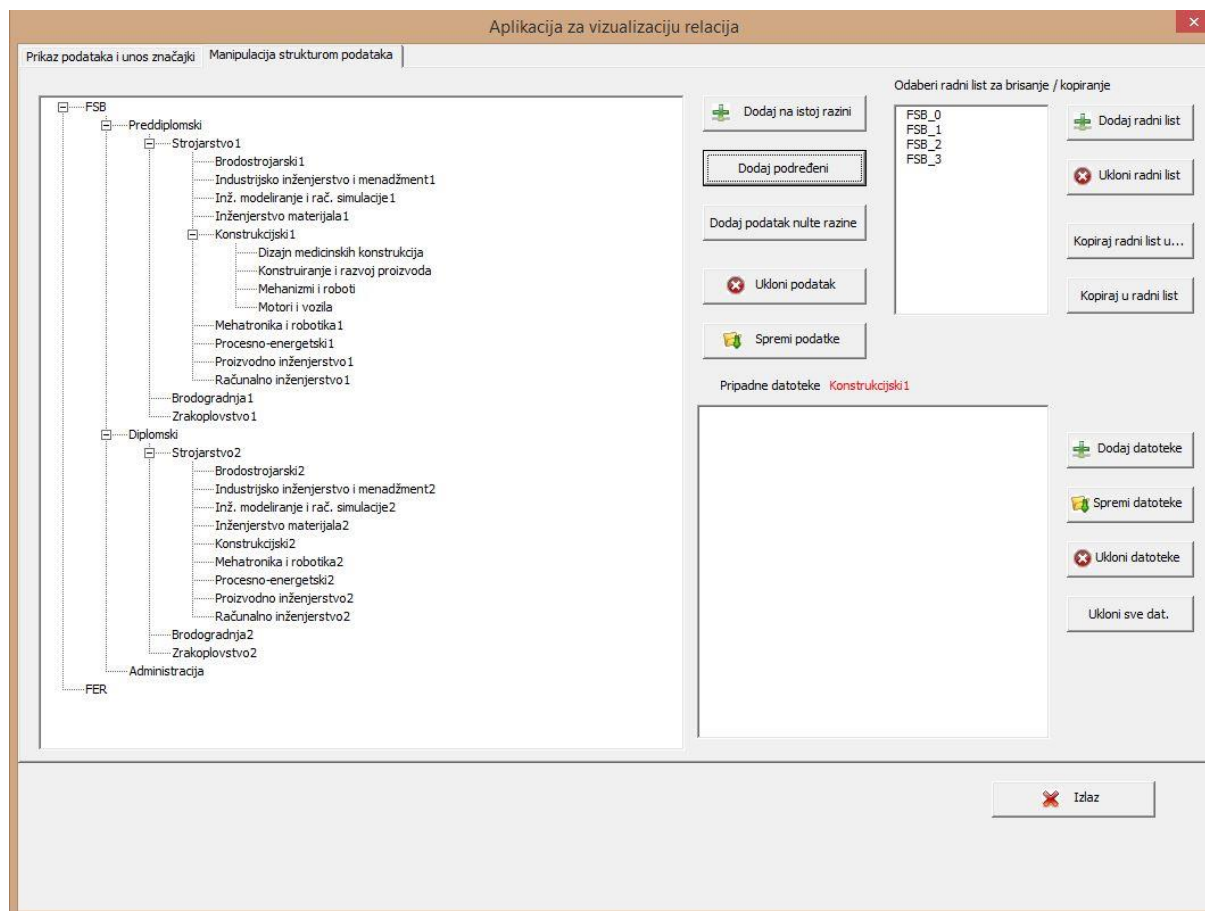 Aplikacija za vizualizaciju relacija
Prikaz podataka i unos značajki
Manipulacija strukturom podataka
FSB
Preddiplomski
Strojarstvo1
Brodostrojarski1
Industrijsko inženjerstvo i menadžment1
Inž. modeliranje i rač. simulacije1
Inženjerstvo materijala1
Konstrukcijski1
Dizajn medicinskih konstrukcija
Konstruiranje i razvoj proizvoda
Mehanizmi i roboti
Motori i vozila
Mehatronika i robotika1
Procesno-energetski1
Proizvodno inženjerstvo1
Računalno inženjerstvo1
Brodogradnja1
Zrakoplovstvo1
Diplomski
Strojarstvo2
Brodostrojarski2
Industrijsko inženjerstvo i menadžment2
Inž. modeliranje i rač. simulacije2
Inženjerstvo materijala2
Konstrukcijski2
Mehatronika i robotika2
Procesno-energetski2
Proizvodno inženjerstvo2
Računalno inženjerstvo2
Brodogradnja2
Zrakoplovstvo2
Administracija
FER
Dodaj na istoj razini
Dodaj podređeni
Dodaj podatak nulte razine
Ukloni podatak
Spremi podatke
Odaberi radni list za brisanje / kopiranje
FSB_0
FSB_1
FSB_2
FSB_3
Dodaj radni list
Ukloni radni list
Kopiraj radni list u...
Kopiraj u radni list
Pripadne datoteke Konstrukcijski1
Dodaj datoteke
Spremi datoteke
Ukloni datoteke
Ukloni sve dat.
Izlaz